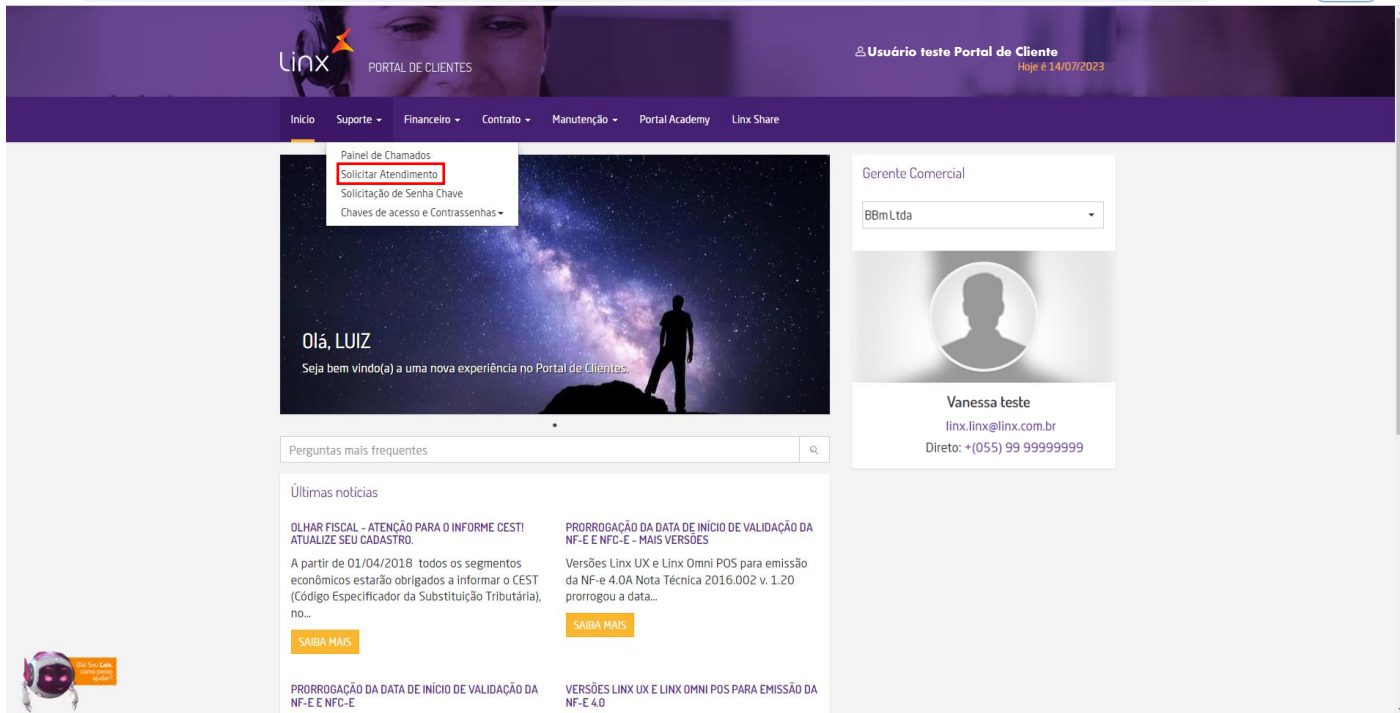 Linx
PORTAL DE CLIENTES
Usuário teste Portal de Cliente
Hoje é 14/07/2023
Inicio Suporte Financeiro Contrato Manutenção Portal Academy Linx Share
Painel de Chamados
Solicitar Atendimento
Solicitação de Senha Chave
Chaves de acesso e Contrassenhas
Olá, LUIZ
Seja bem vindo(a) a uma nova experiência no Portal de Clientes.
Gerente Comercial
BBm Ltda
Vanessa teste
linx.linx@linx.com.br
Direto: +(055) 99 99999999
Perguntas mais frequentes
Últimas notícias
OLHAR FISCAL - ATENÇÃO PARA O INFORME CEST!
ATUALIZE SEU CADASTRO.
A partir de 01/04/2018 todos os segmentos
econômicos estarão obrigados a informar o CEST
(Código Especificador da Substituição Tributária),
no...
SAIBA MAIS
PRORROGAÇÃO DA DATA DE INÍCIO DE VALIDAÇÃO DA
NF-E E NFC-E - MAIS VERSÕES
Versões Linx UX e Linx Omni POS para emissão
da NF-e 4.0A Nota Técnica 2016.002 v. 1.20
prorrogou a data...
SAIBA MAIS
PRORROGAÇÃO DA DATA DE INÍCIO DE VALIDAÇÃO DA
NF-E E NFC-E
VERSÕES LINX UX E LINX OMNI POS PARA EMISSÃO DA
NF-E 4.0
Olá! Sou Laís,
como posso
ajudar?